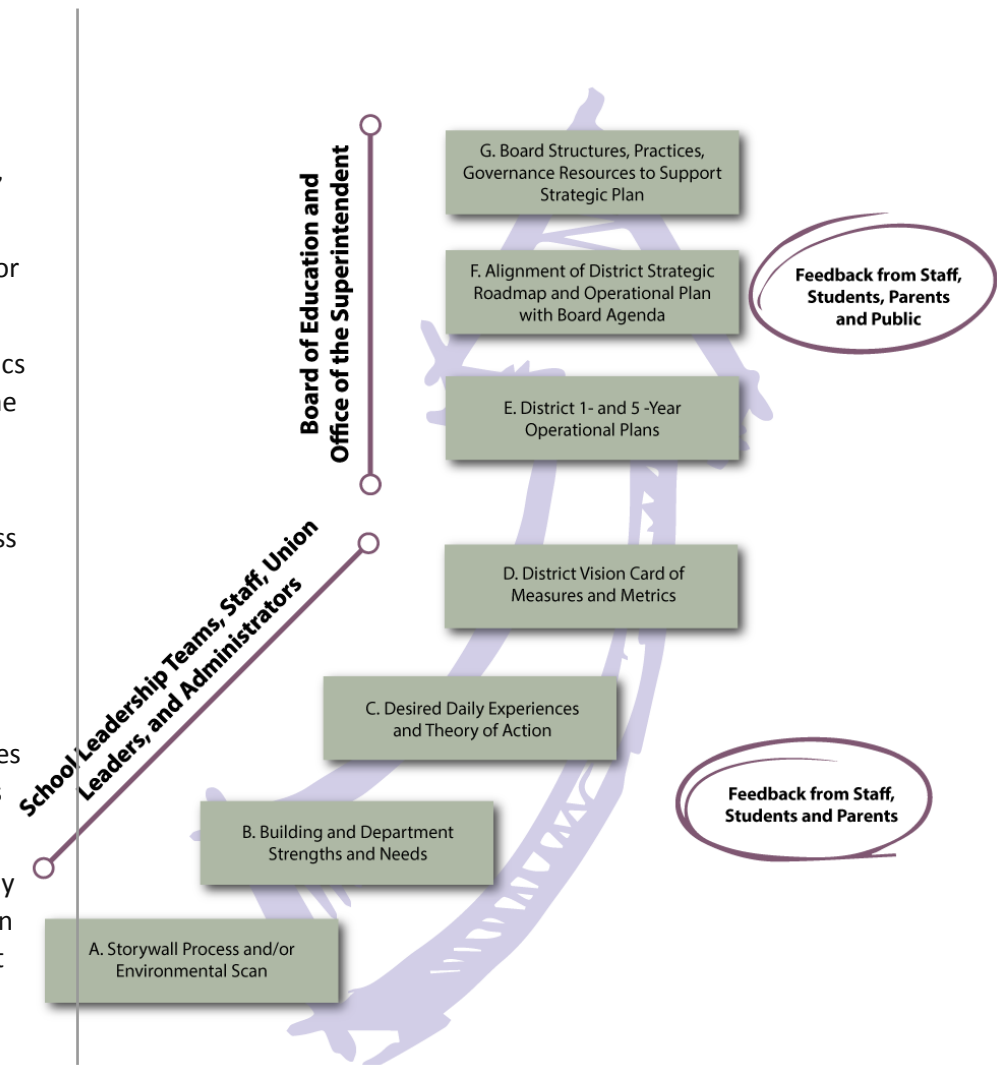 or
ics
ss
es
y
n
t
Board of Education and
Office of the Superintendent
G. Board Structures, Practices,
Governance Resources to Support
Strategic Plan
F. Alignment of District Strategic
Roadmap and Operational Plan
with Board Agenda
Feedback from Staff,
Students, Parents
and Public
E. District 1- and 5 -Year
Operational Plans
School Leadership Teams, Staff, Union
Leaders, and Administrators
D. District Vision Card of
Measures and Metrics
C. Desired Daily Experiences
and Theory of Action
Feedback from Staff,
Students and Parents
B. Building and Department
Strengths and Needs
A. Storywall Process and/or
Environmental Scan